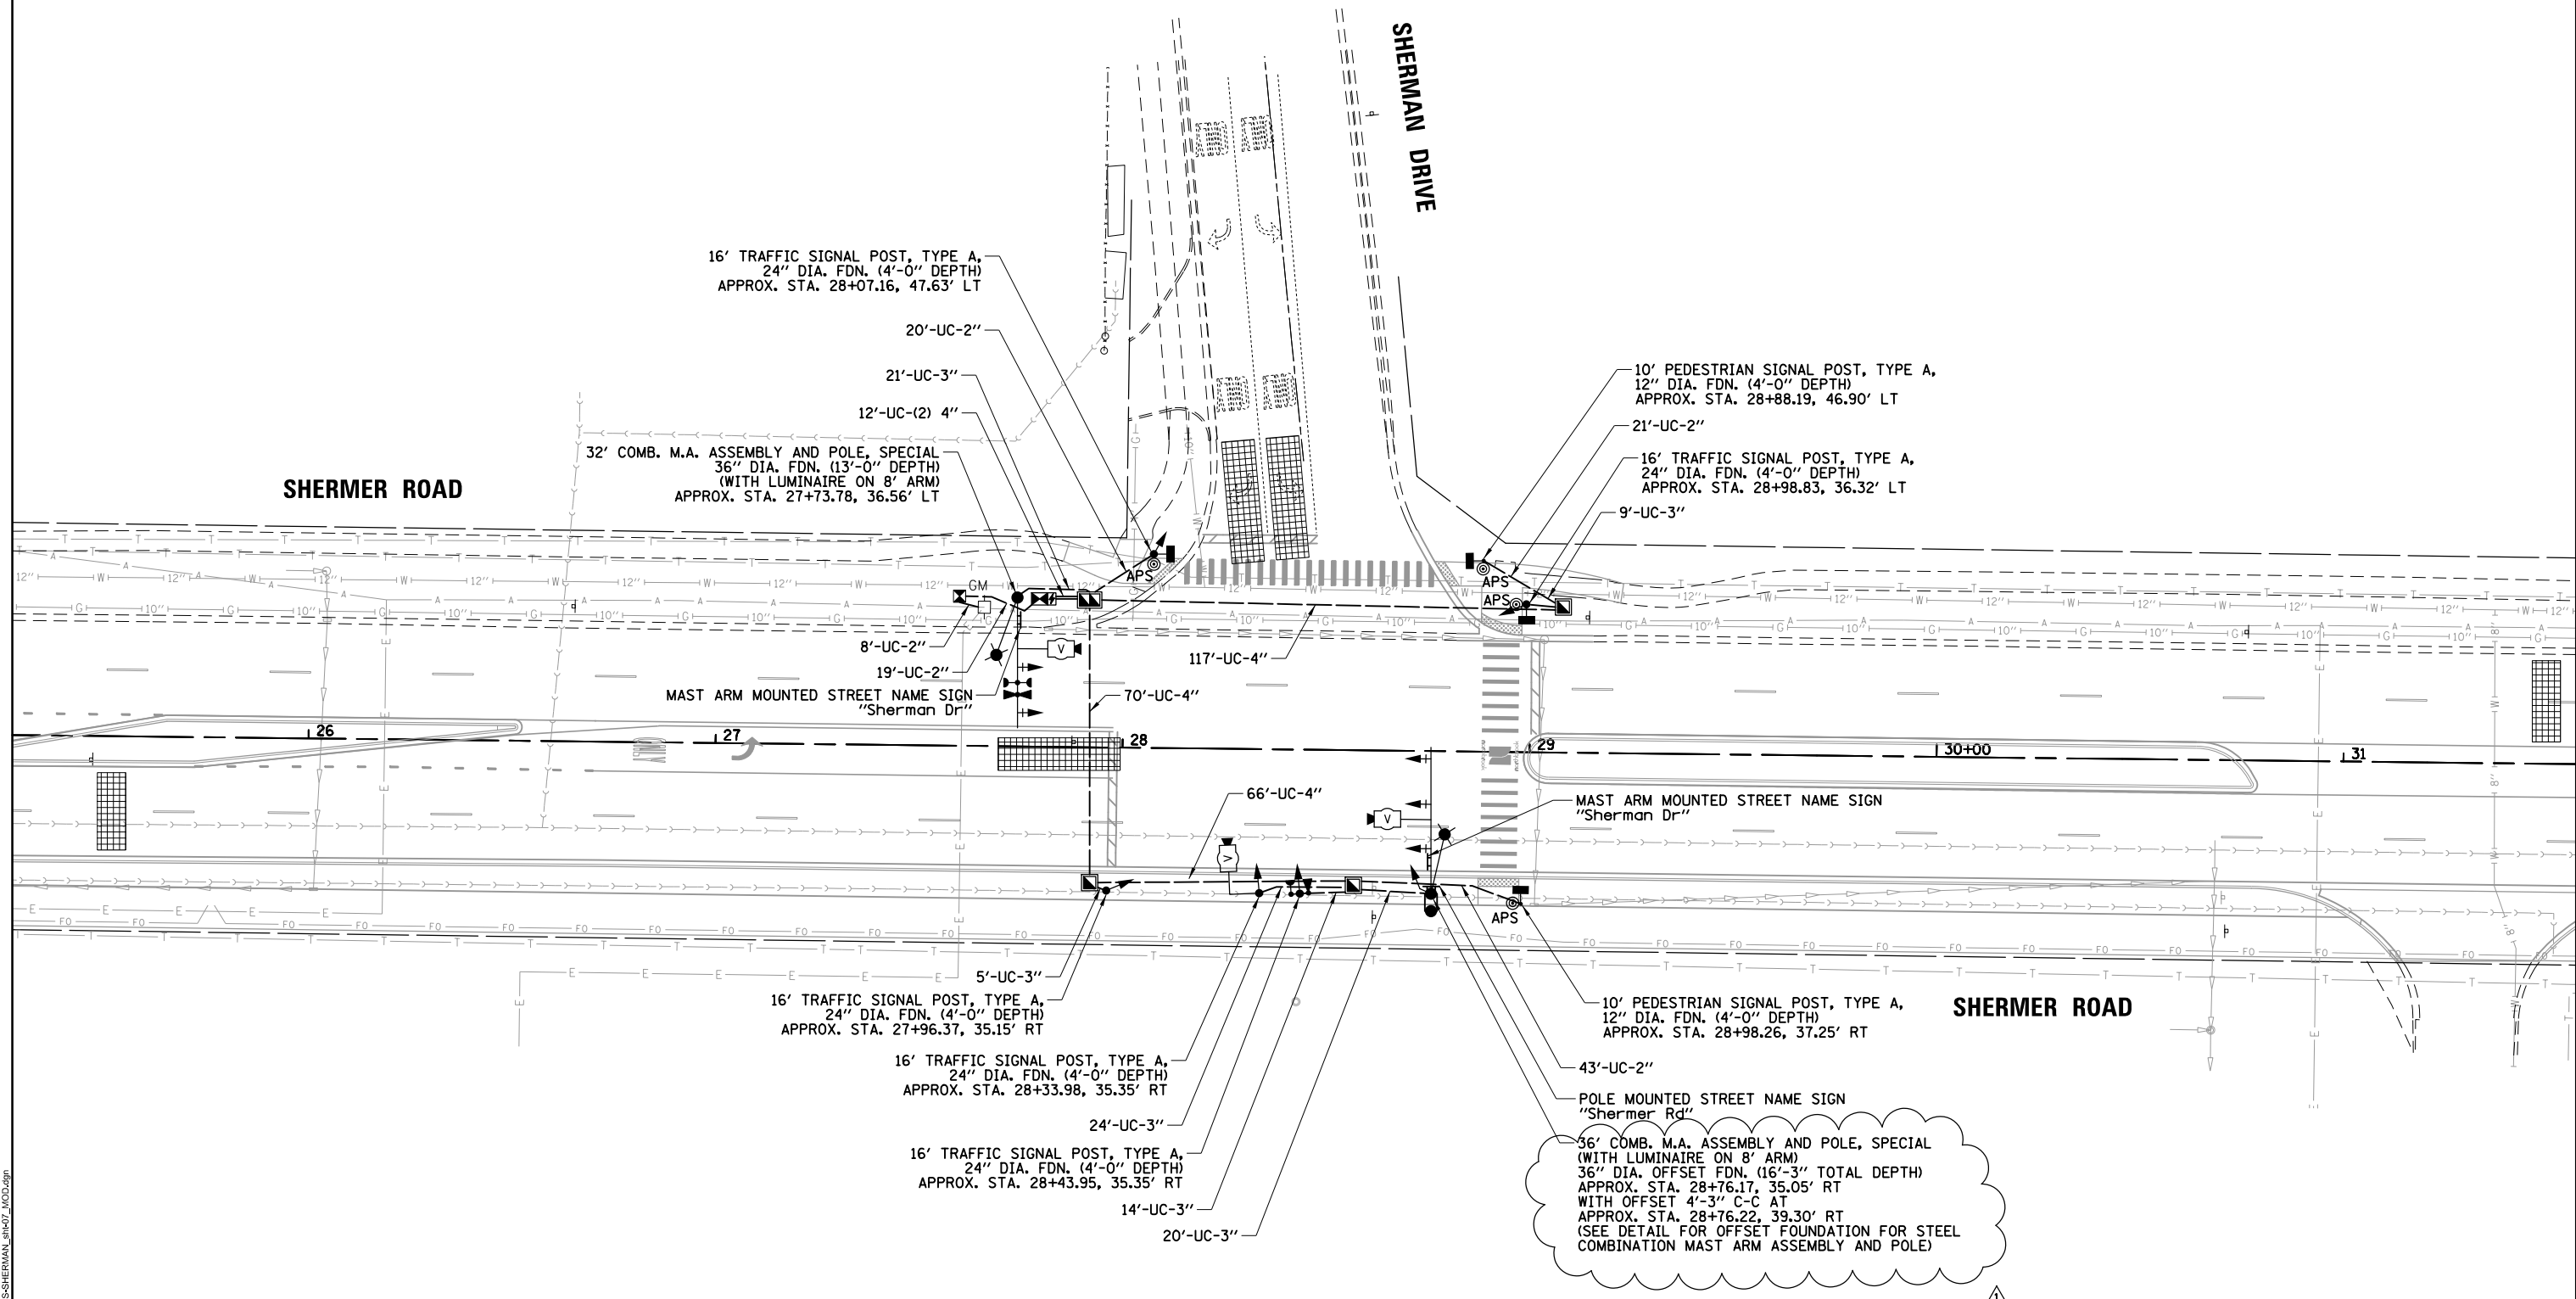 SHERMAN DRIVE
16' TRAFFIC SIGNAL POST, TYPE A,
24" DIA. FDN. (4'-0" DEPTH)
APPROX. STA. 28+07.16, 47.63' LT
20'-UC-2"
21'-UC-3"
12'-UC-(2) 4"
32' COMB. M.A. ASSEMBLY AND POLE, SPECIAL
36" DIA. FDN. (13'-0" DEPTH)
(WITH LUMINAIRE ON 8' ARM)
APPROX. STA. 27+73.78, 36.56' LT
SHERMER ROAD
10' PEDESTRIAN SIGNAL POST, TYPE A,
12" DIA. FDN. (4'-0" DEPTH)
APPROX. STA. 28+88.19, 46.90' LT
21'-UC-2"
16' TRAFFIC SIGNAL POST, TYPE A,
24" DIA. FDN. (4'-0" DEPTH)
APPROX. STA. 28+98.83, 36.32' LT
9'-UC-3"
APS
APS
APS
GM
8'-UC-2"
19'-UC-2"
MAST ARM MOUNTED STREET NAME SIGN
"Sherman Dr"
V
117'-UC-4"
70'-UC-4"
26
27
28
29
30+00
31
66'-UC-4"
V
V
MAST ARM MOUNTED STREET NAME SIGN
"Sherman Dr"
APS
5'-UC-3"
16' TRAFFIC SIGNAL POST, TYPE A,
24" DIA. FDN. (4'-0" DEPTH)
APPROX. STA. 27+96.37, 35.15' RT
16' TRAFFIC SIGNAL POST, TYPE A,
24" DIA. FDN. (4'-0" DEPTH)
APPROX. STA. 28+33.98, 35.35' RT
24'-UC-3"
16' TRAFFIC SIGNAL POST, TYPE A,
24" DIA. FDN. (4'-0" DEPTH)
APPROX. STA. 28+43.95, 35.35' RT
14'-UC-3"
20'-UC-3"
10' PEDESTRIAN SIGNAL POST, TYPE A,
12" DIA. FDN. (4'-0" DEPTH)
APPROX. STA. 28+98.26, 37.25' RT
SHERMER ROAD
43'-UC-2"
POLE MOUNTED STREET NAME SIGN
"Shermer Rd"
36' COMB. M.A. ASSEMBLY AND POLE, SPECIAL
(WITH LUMINAIRE ON 8' ARM)
36" DIA. OFFSET FDN. (16'-3" TOTAL DEPTH)
APPROX. STA. 28+76.17, 35.05' RT
WITH OFFSET 4'-3" C-C AT
APPROX. STA. 28+76.22, 39.30' RT
(SEE DETAIL FOR OFFSET FOUNDATION FOR STEEL
COMBINATION MAST ARM ASSEMBLY AND POLE)
1
S-SHERMAN_sht-07_MOD.dgn